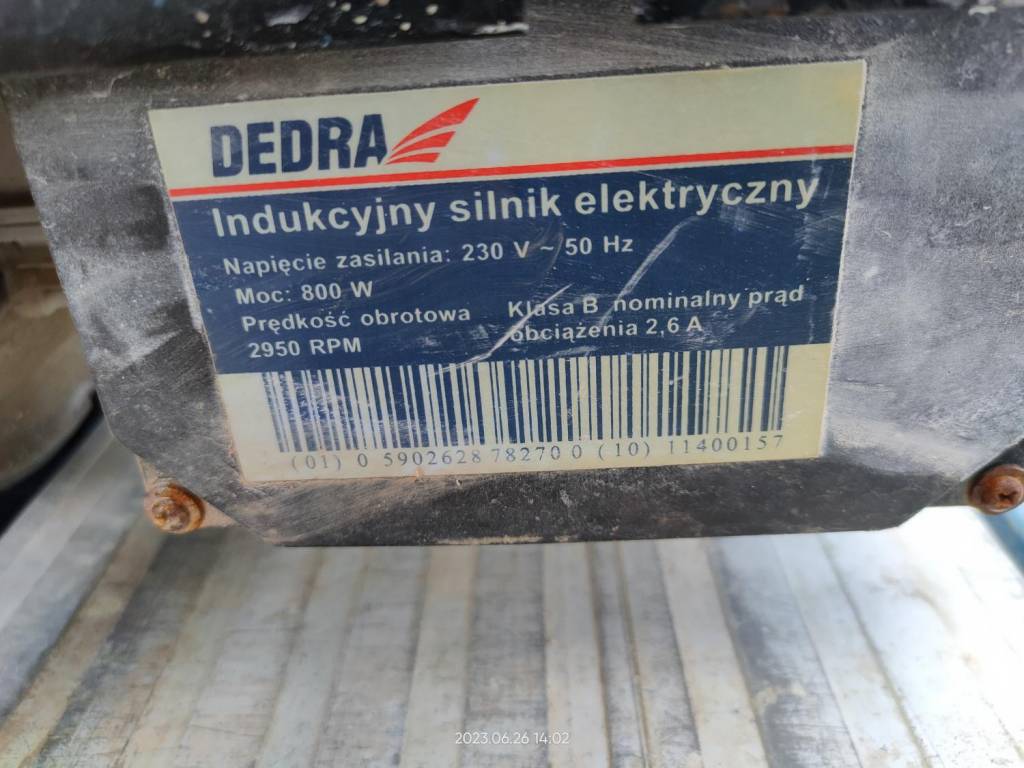 DEDRA
Indukcyjny silnik elektryczny
Napięcie zasilania: 230 V ~ 50 Hz
Moc: 800 W
Prędkość obrotowa
2950 RPM
Klasa B nominalny prąd
obciążenia 2,6 A
(01) 0 5902628 78270 0 (10) 11400157
2023.06.26 14:02